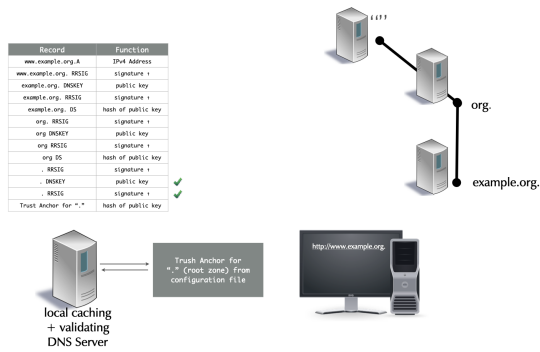 Record Function
www.example.org.A IPv4 Address
www.example.org. RRSIG signature ↑
example.org. DNSKEY public key
example.org. RRSIG signature ↑
example.org. DS hash of public key
org. RRSIG signature ↑
org DNSKEY public key
org RRSIG signature ↑
org DS hash of public key
. RRSIG signature ↑
. DNSKEY public key
. RRSIG signature ↑
Trust Anchor for "." hash of public key
“.”
org.
example.org.
local caching
+ validating
DNS Server
Trush Anchor for
"." (root zone) from
configuration file
http://www.example.org.